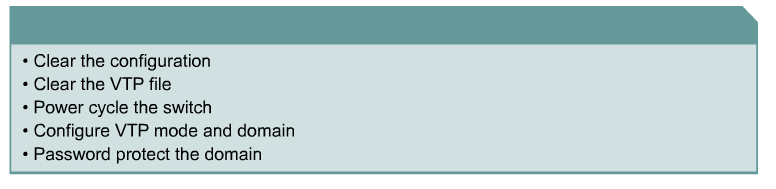 • Clear the configuration
• Clear the VTP file
• Power cycle the switch
• Configure VTP mode and domain
• Password protect the domain